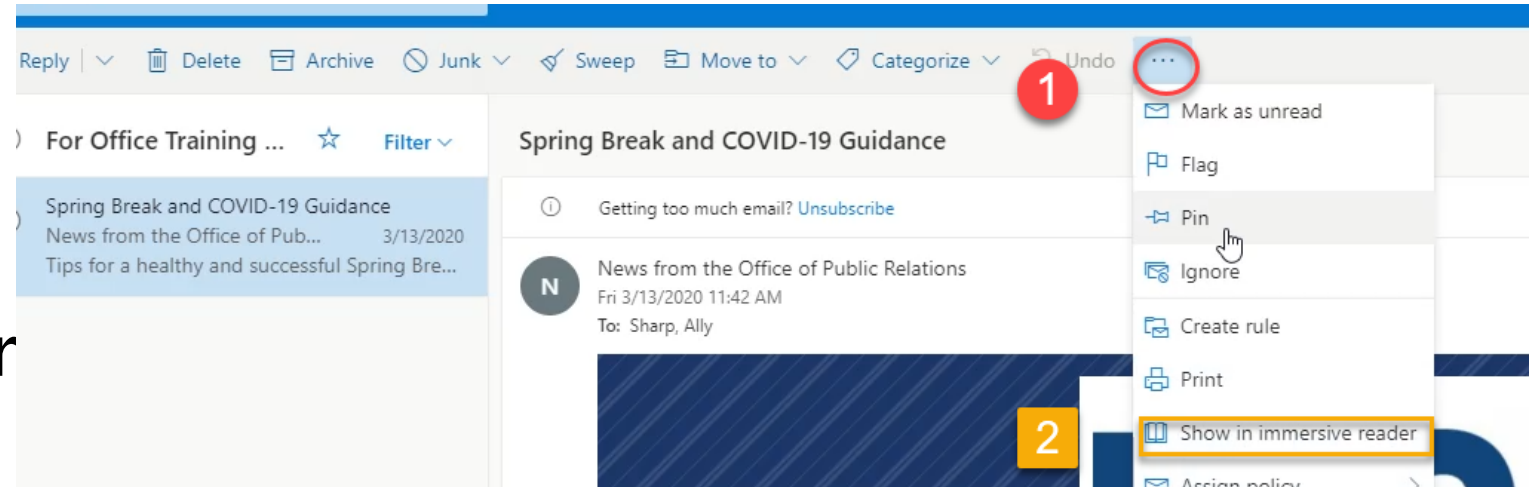 Reply Delete Archive Junk Sweep Move to Categorize Undo ...
1
For Office Training ... Filter
Spring Break and COVID-19 Guidance
News from the Office of Pub... 3/13/2020
Tips for a healthy and successful Spring Bre...
Spring Break and COVID-19 Guidance
Getting too much email? Unsubscribe
N
News from the Office of Public Relations
Fri 3/13/2020 11:42 AM
To: Sharp, Ally
Mark as unread
Flag
Pin
Ignore
Create rule
Print
2
Show in immersive reader
Assign policy
r